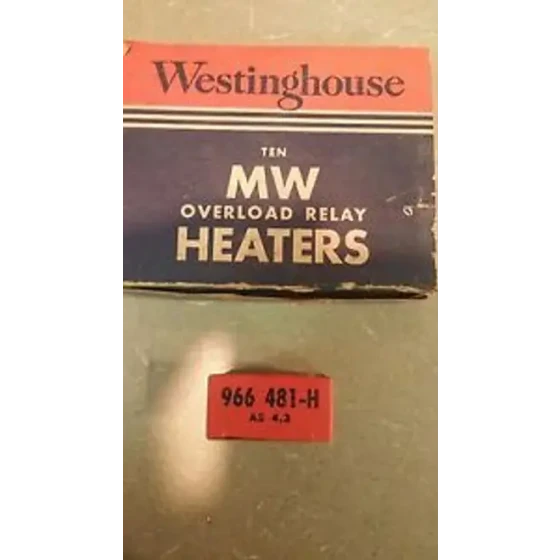 Westinghouse
TEN
MW
OVERLOAD RELAY
HEATERS
966 481-H
AS 4,3